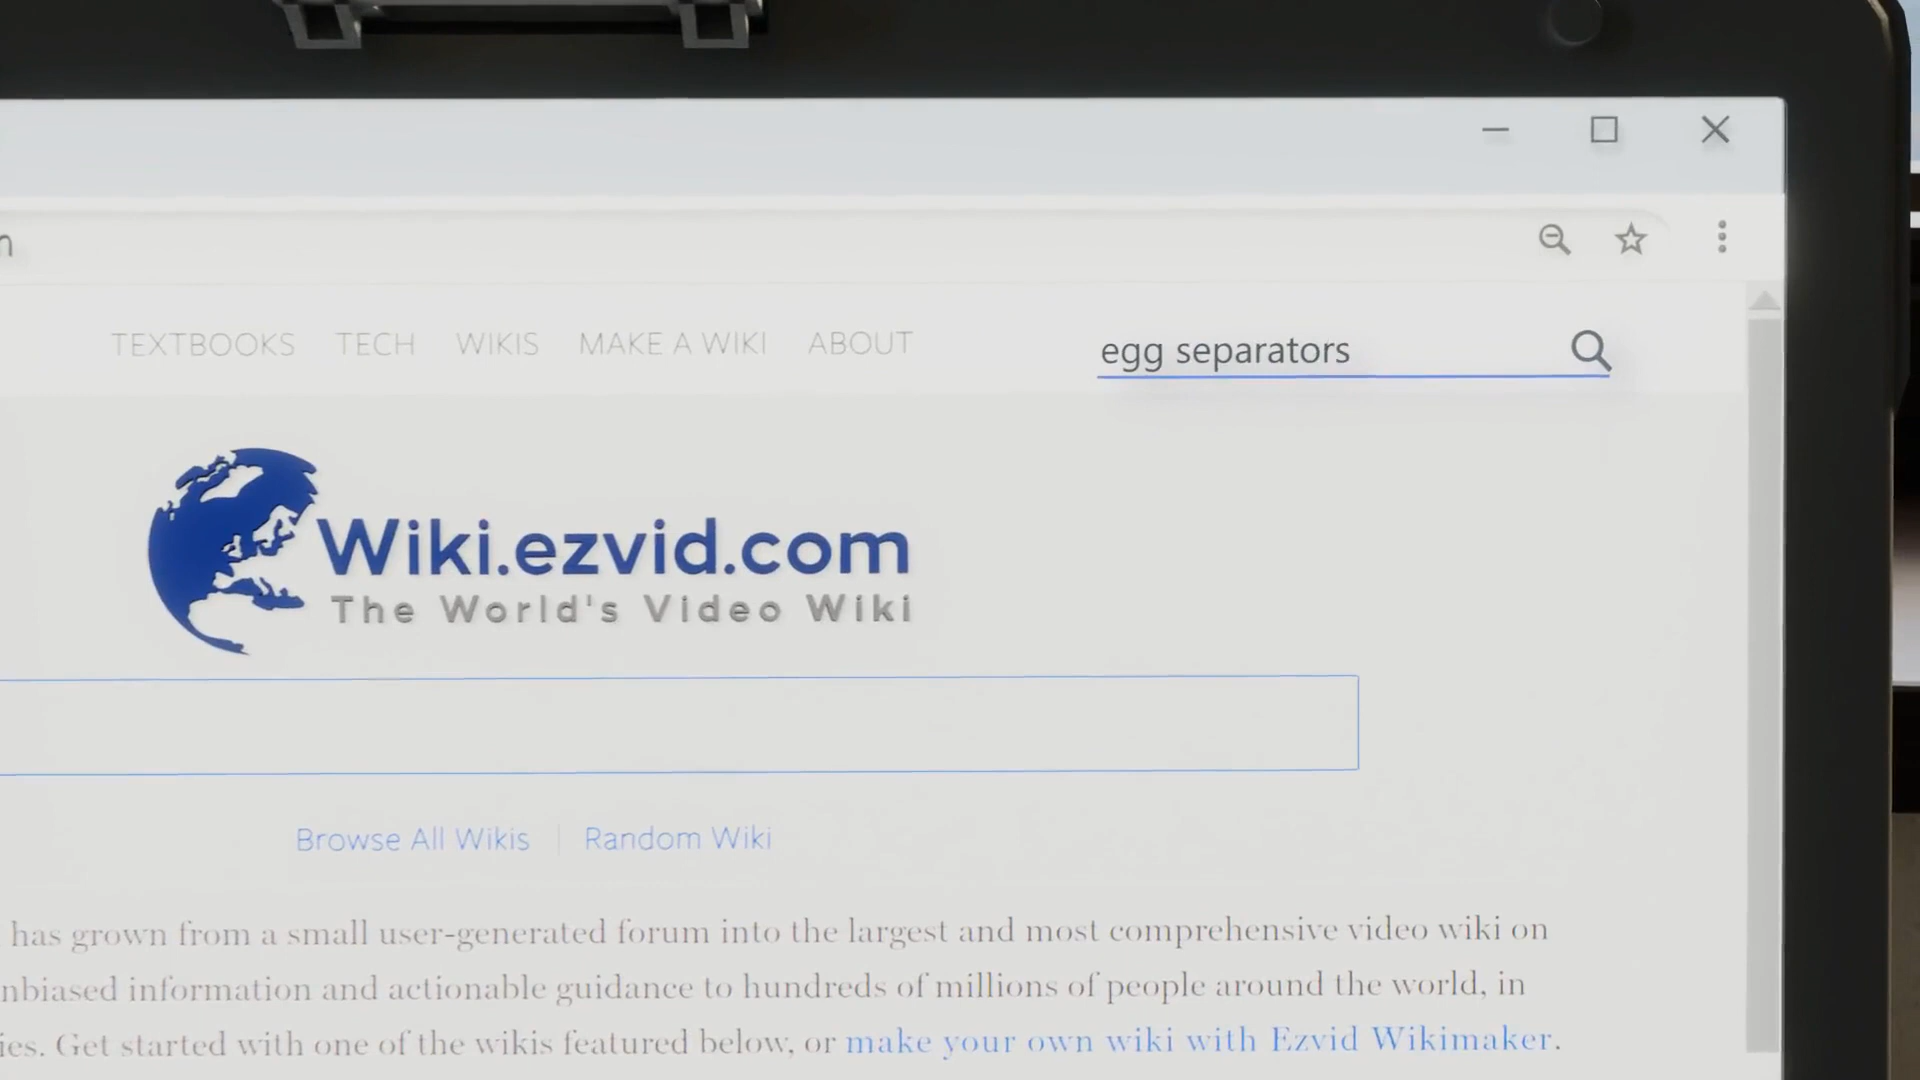 TEXTBOOKS TECH WIKIS MAKE A WIKI ABOUT
egg separators
Wiki.ezvid.com
The World's Video Wiki
Browse All Wikis Random Wiki
has grown from a small user-generated forum into the largest and most comprehensive video wiki on
information and actionable guidance to hundreds of millions of people around the world, in
Get started with one of the wikis featured below, or make your own wiki with Ezvid Wikimaker.